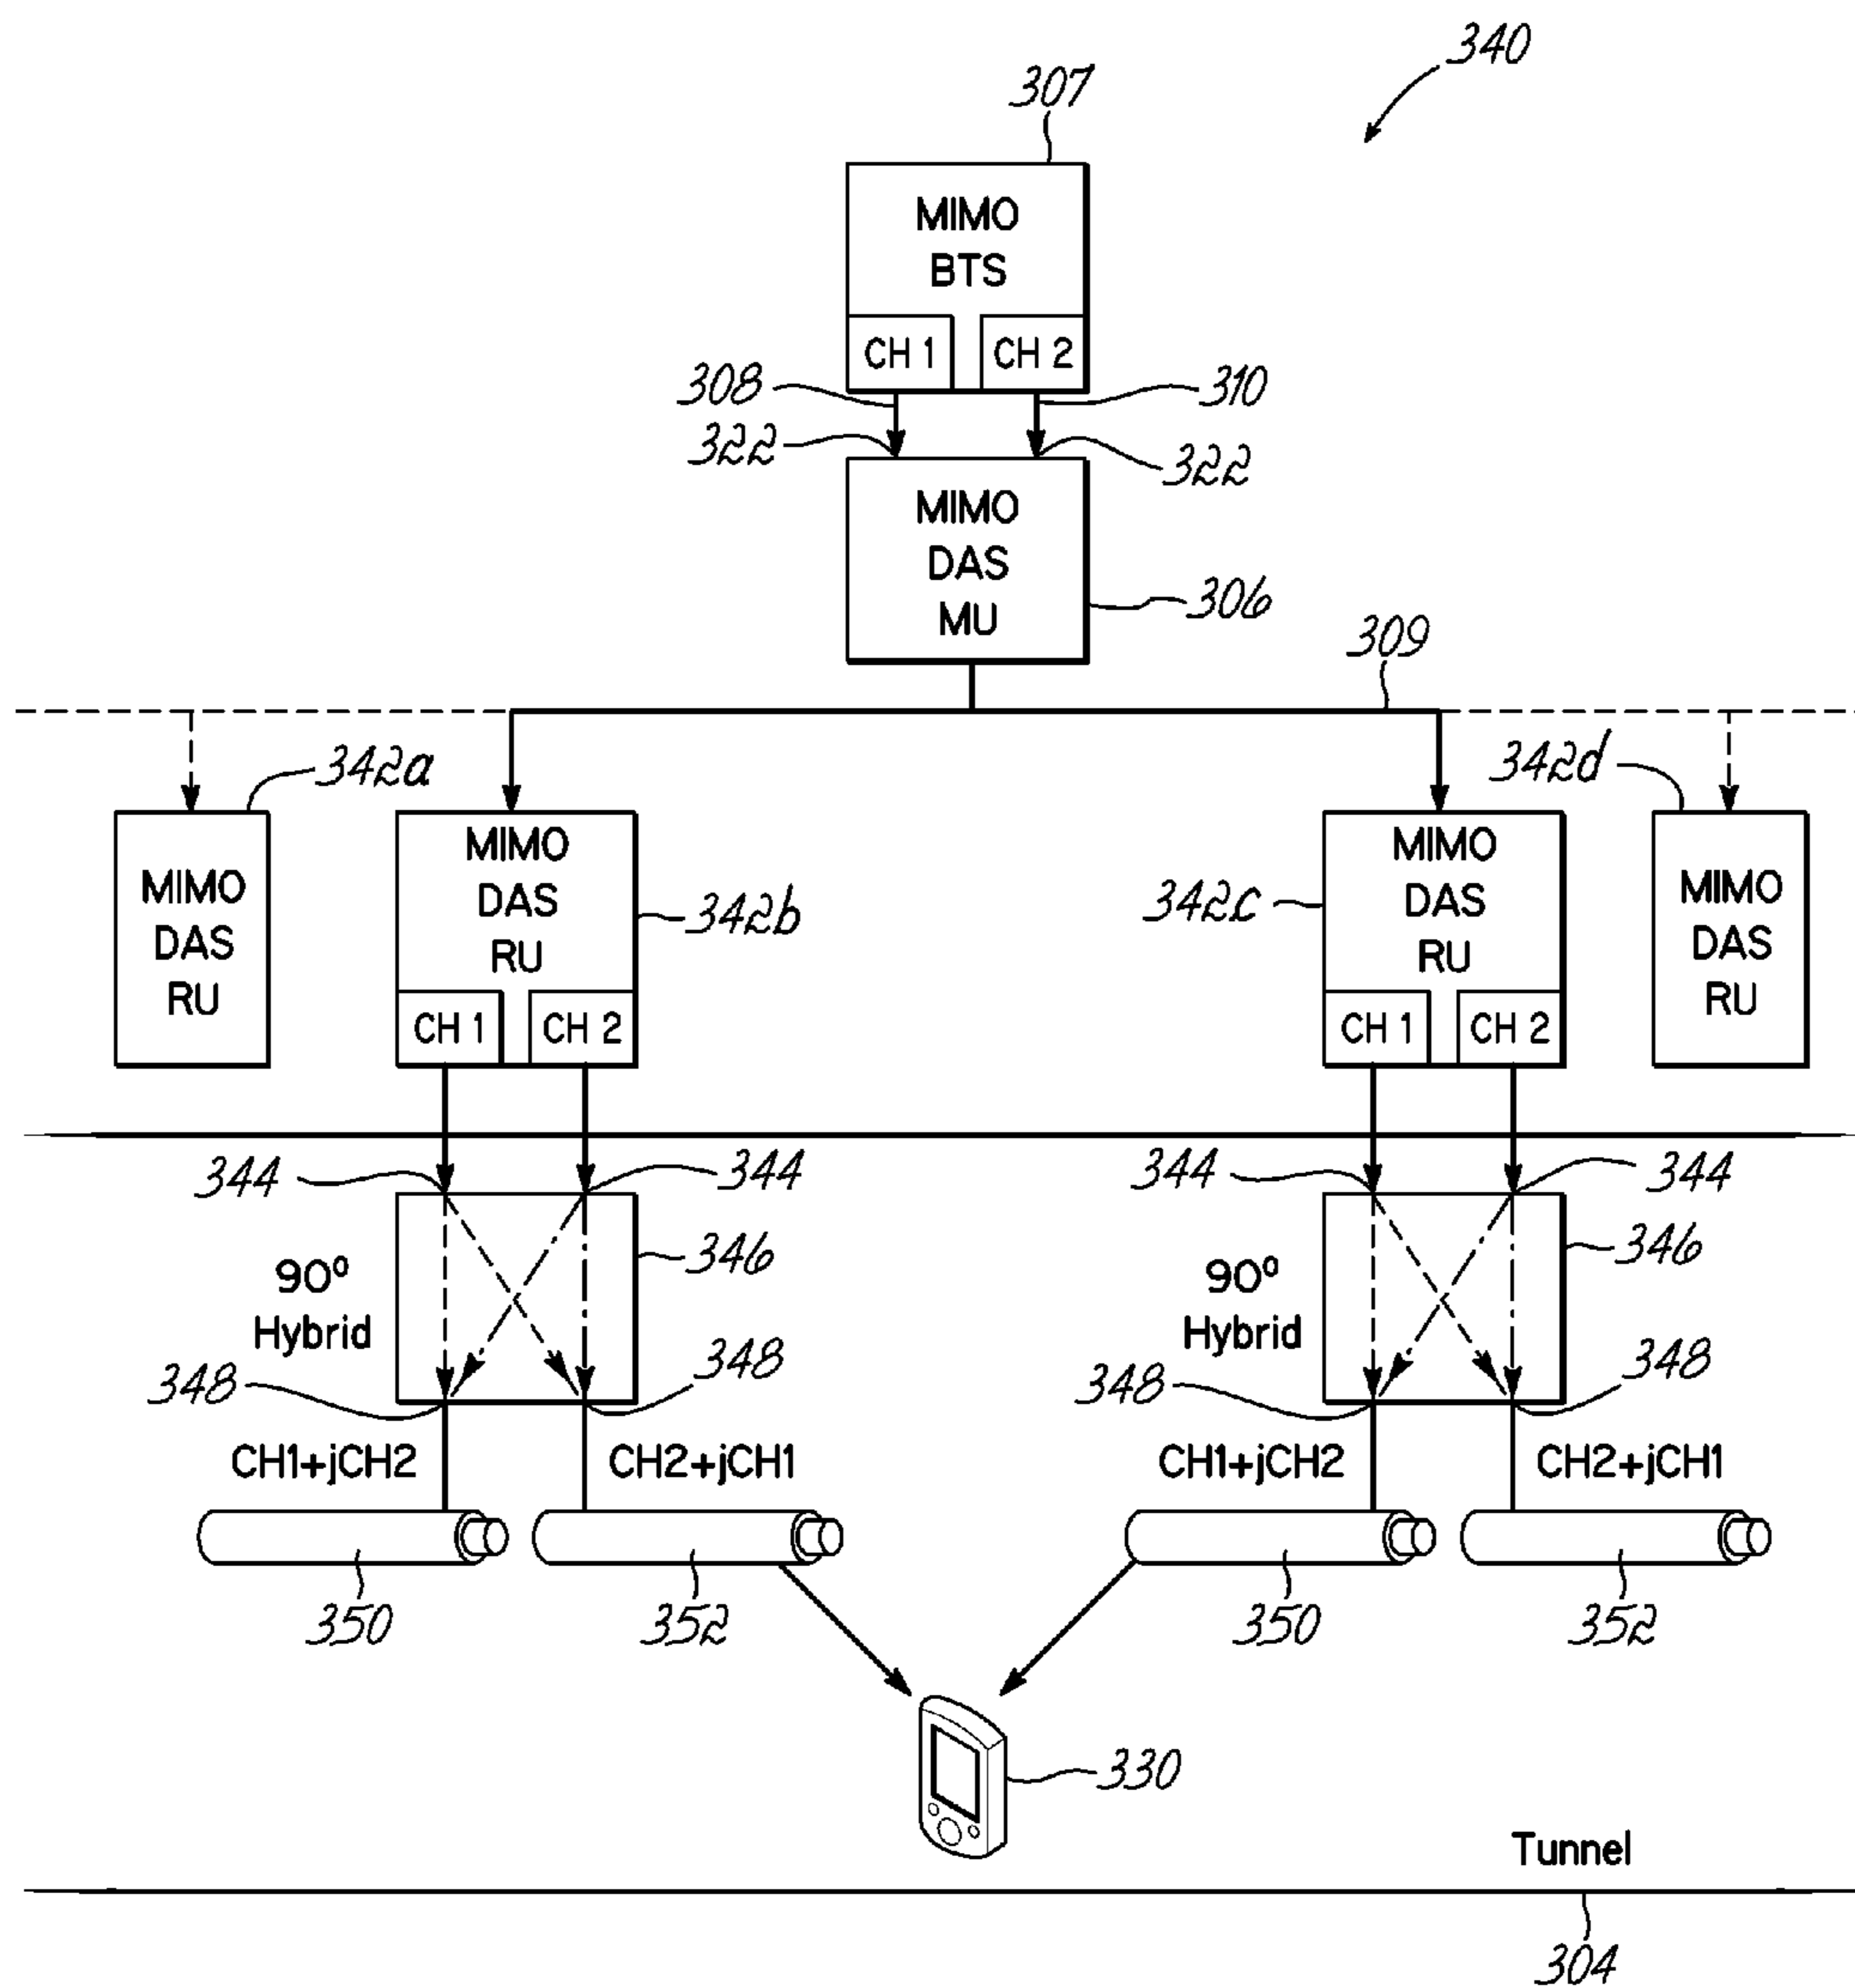 340
307
MIMO
BTS
CH 1 CH 2
308 310
322 322
MIMO
DAS
MU
306
309
342a 342d
MIMO
DAS
RU
MIMO
DAS
RU
342b
CH 1 CH 2
342c
MIMO
DAS
RU
CH 1 CH 2
MIMO
DAS
RU
344 344 344 344
90º
Hybrid
346
90º
Hybrid
346
348 348 348 348
CH1+jCH2 CH2+jCH1 CH1+jCH2 CH2+jCH1
350 352 350 352
330
Tunnel
304